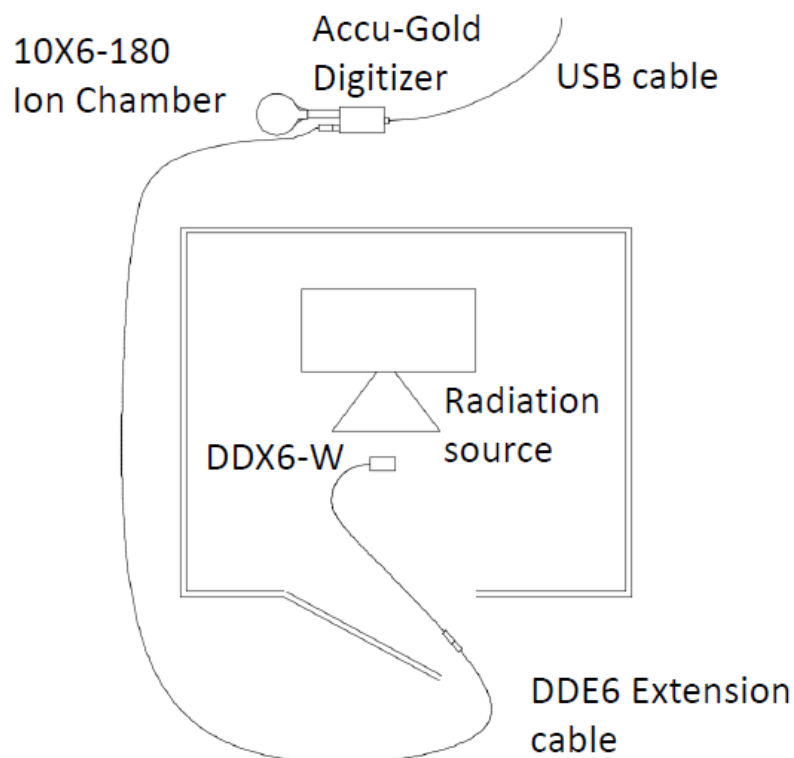 10X6-180
Ion Chamber
Accu-Gold
Digitizer
USB cable
Radiation
source
DDX6-W
DDE6 Extension
cable